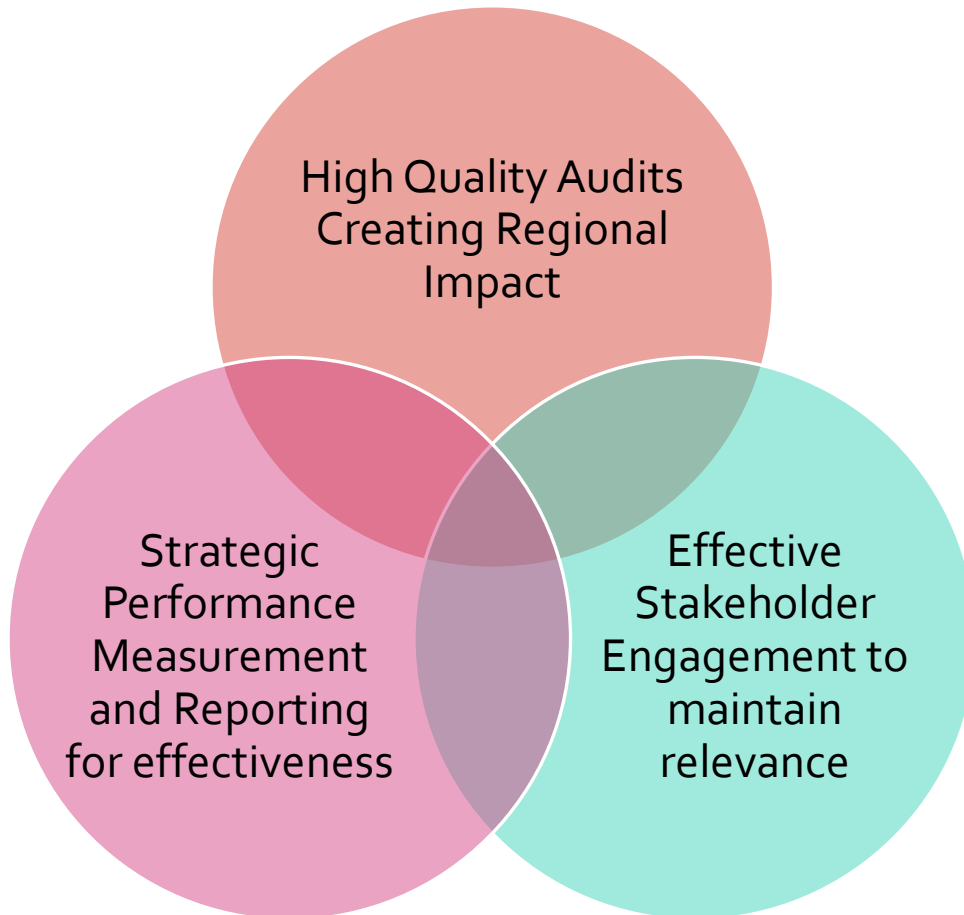 High Quality Audits
Creating Regional
Impact
Strategic
Performance
Measurement
and Reporting
for effectiveness
Effective
Stakeholder
Engagement to
maintain
relevance